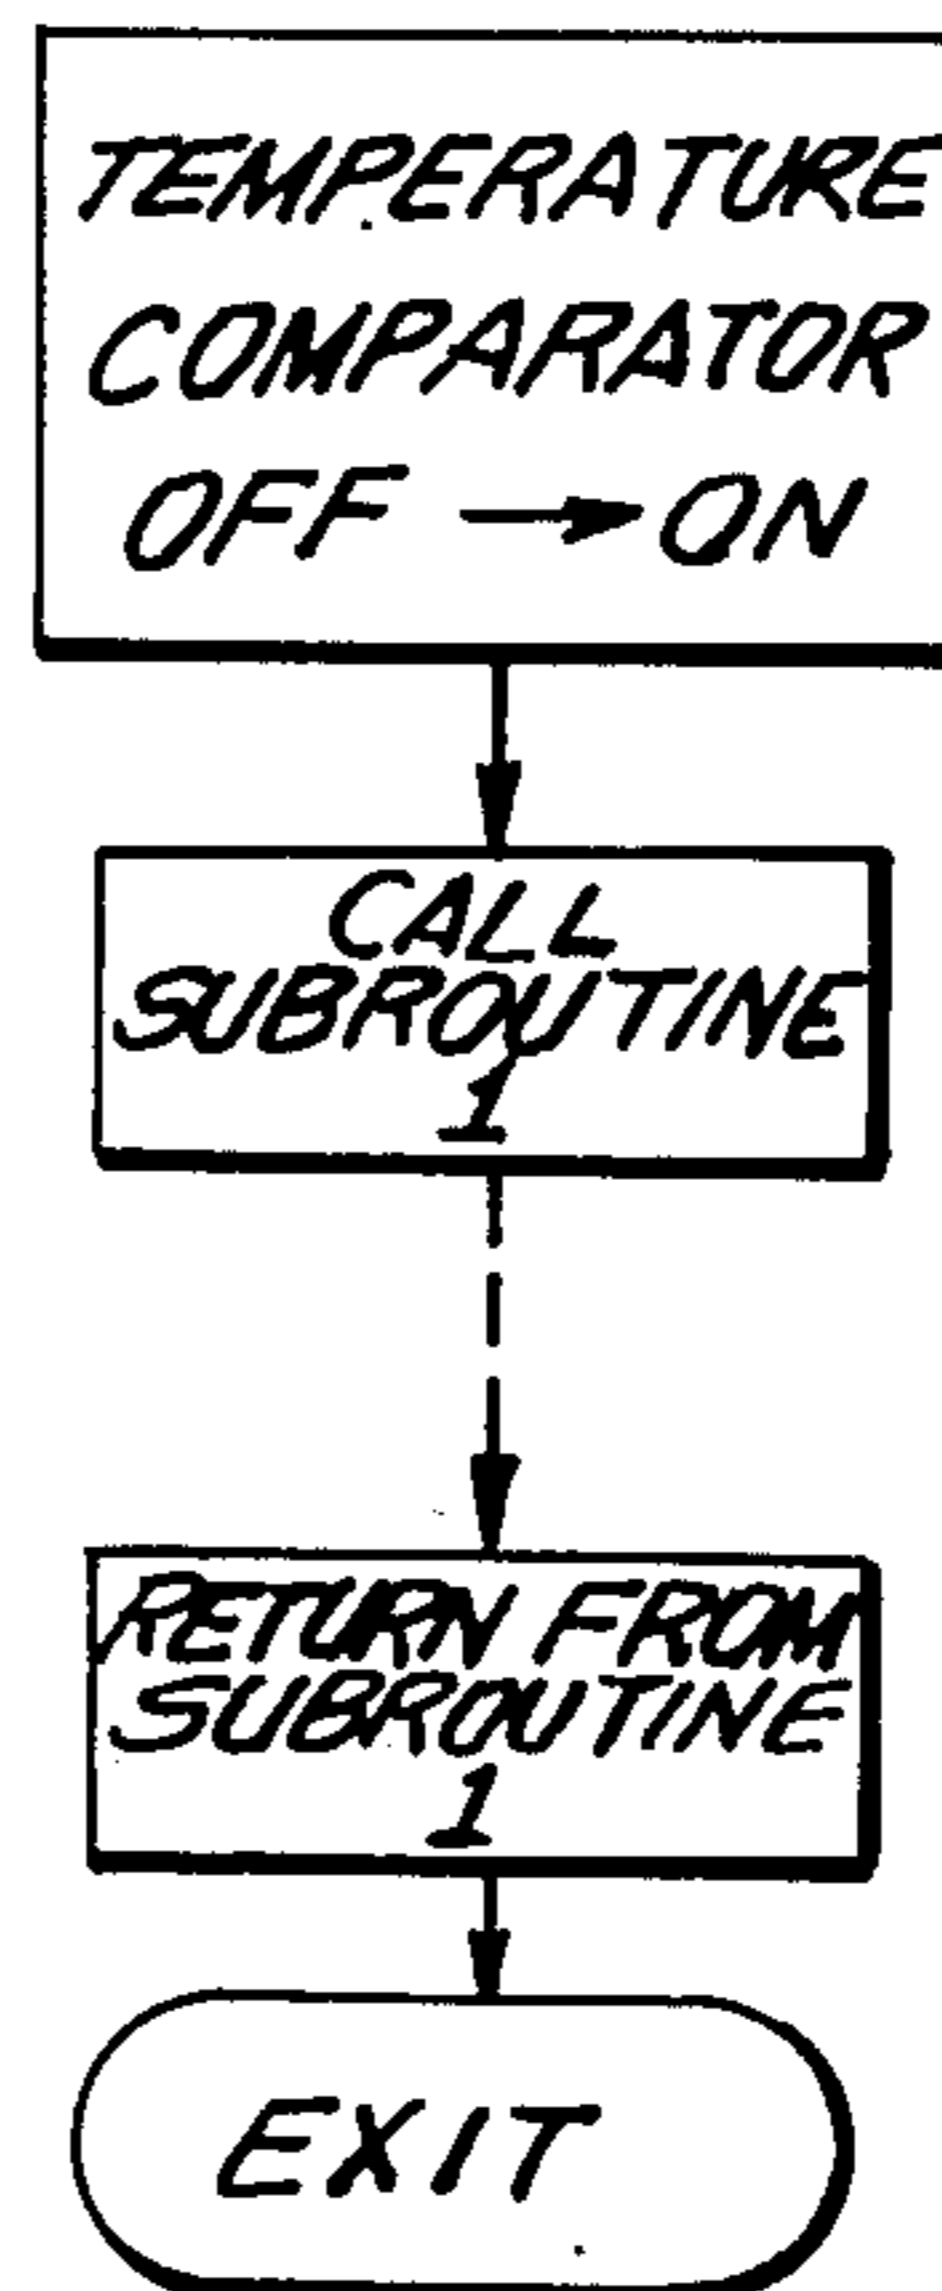 TEMPERATURE
COMPARATOR
OFF → ON
CALL
SUBROUTINE
1
RETURN FROM
SUBROUTINE
1
EXIT